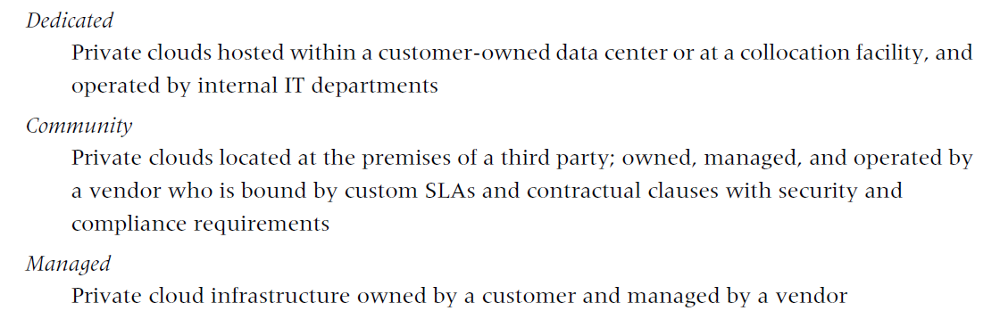 Dedicated
Private clouds hosted within a customer-owned data center or at a collocation facility, and
operated by internal IT departments
Community
Private clouds located at the premises of a third party; owned, managed, and operated by
a vendor who is bound by custom SLAs and contractual clauses with security and
compliance requirements
Managed
Private cloud infrastructure owned by a customer and managed by a vendor